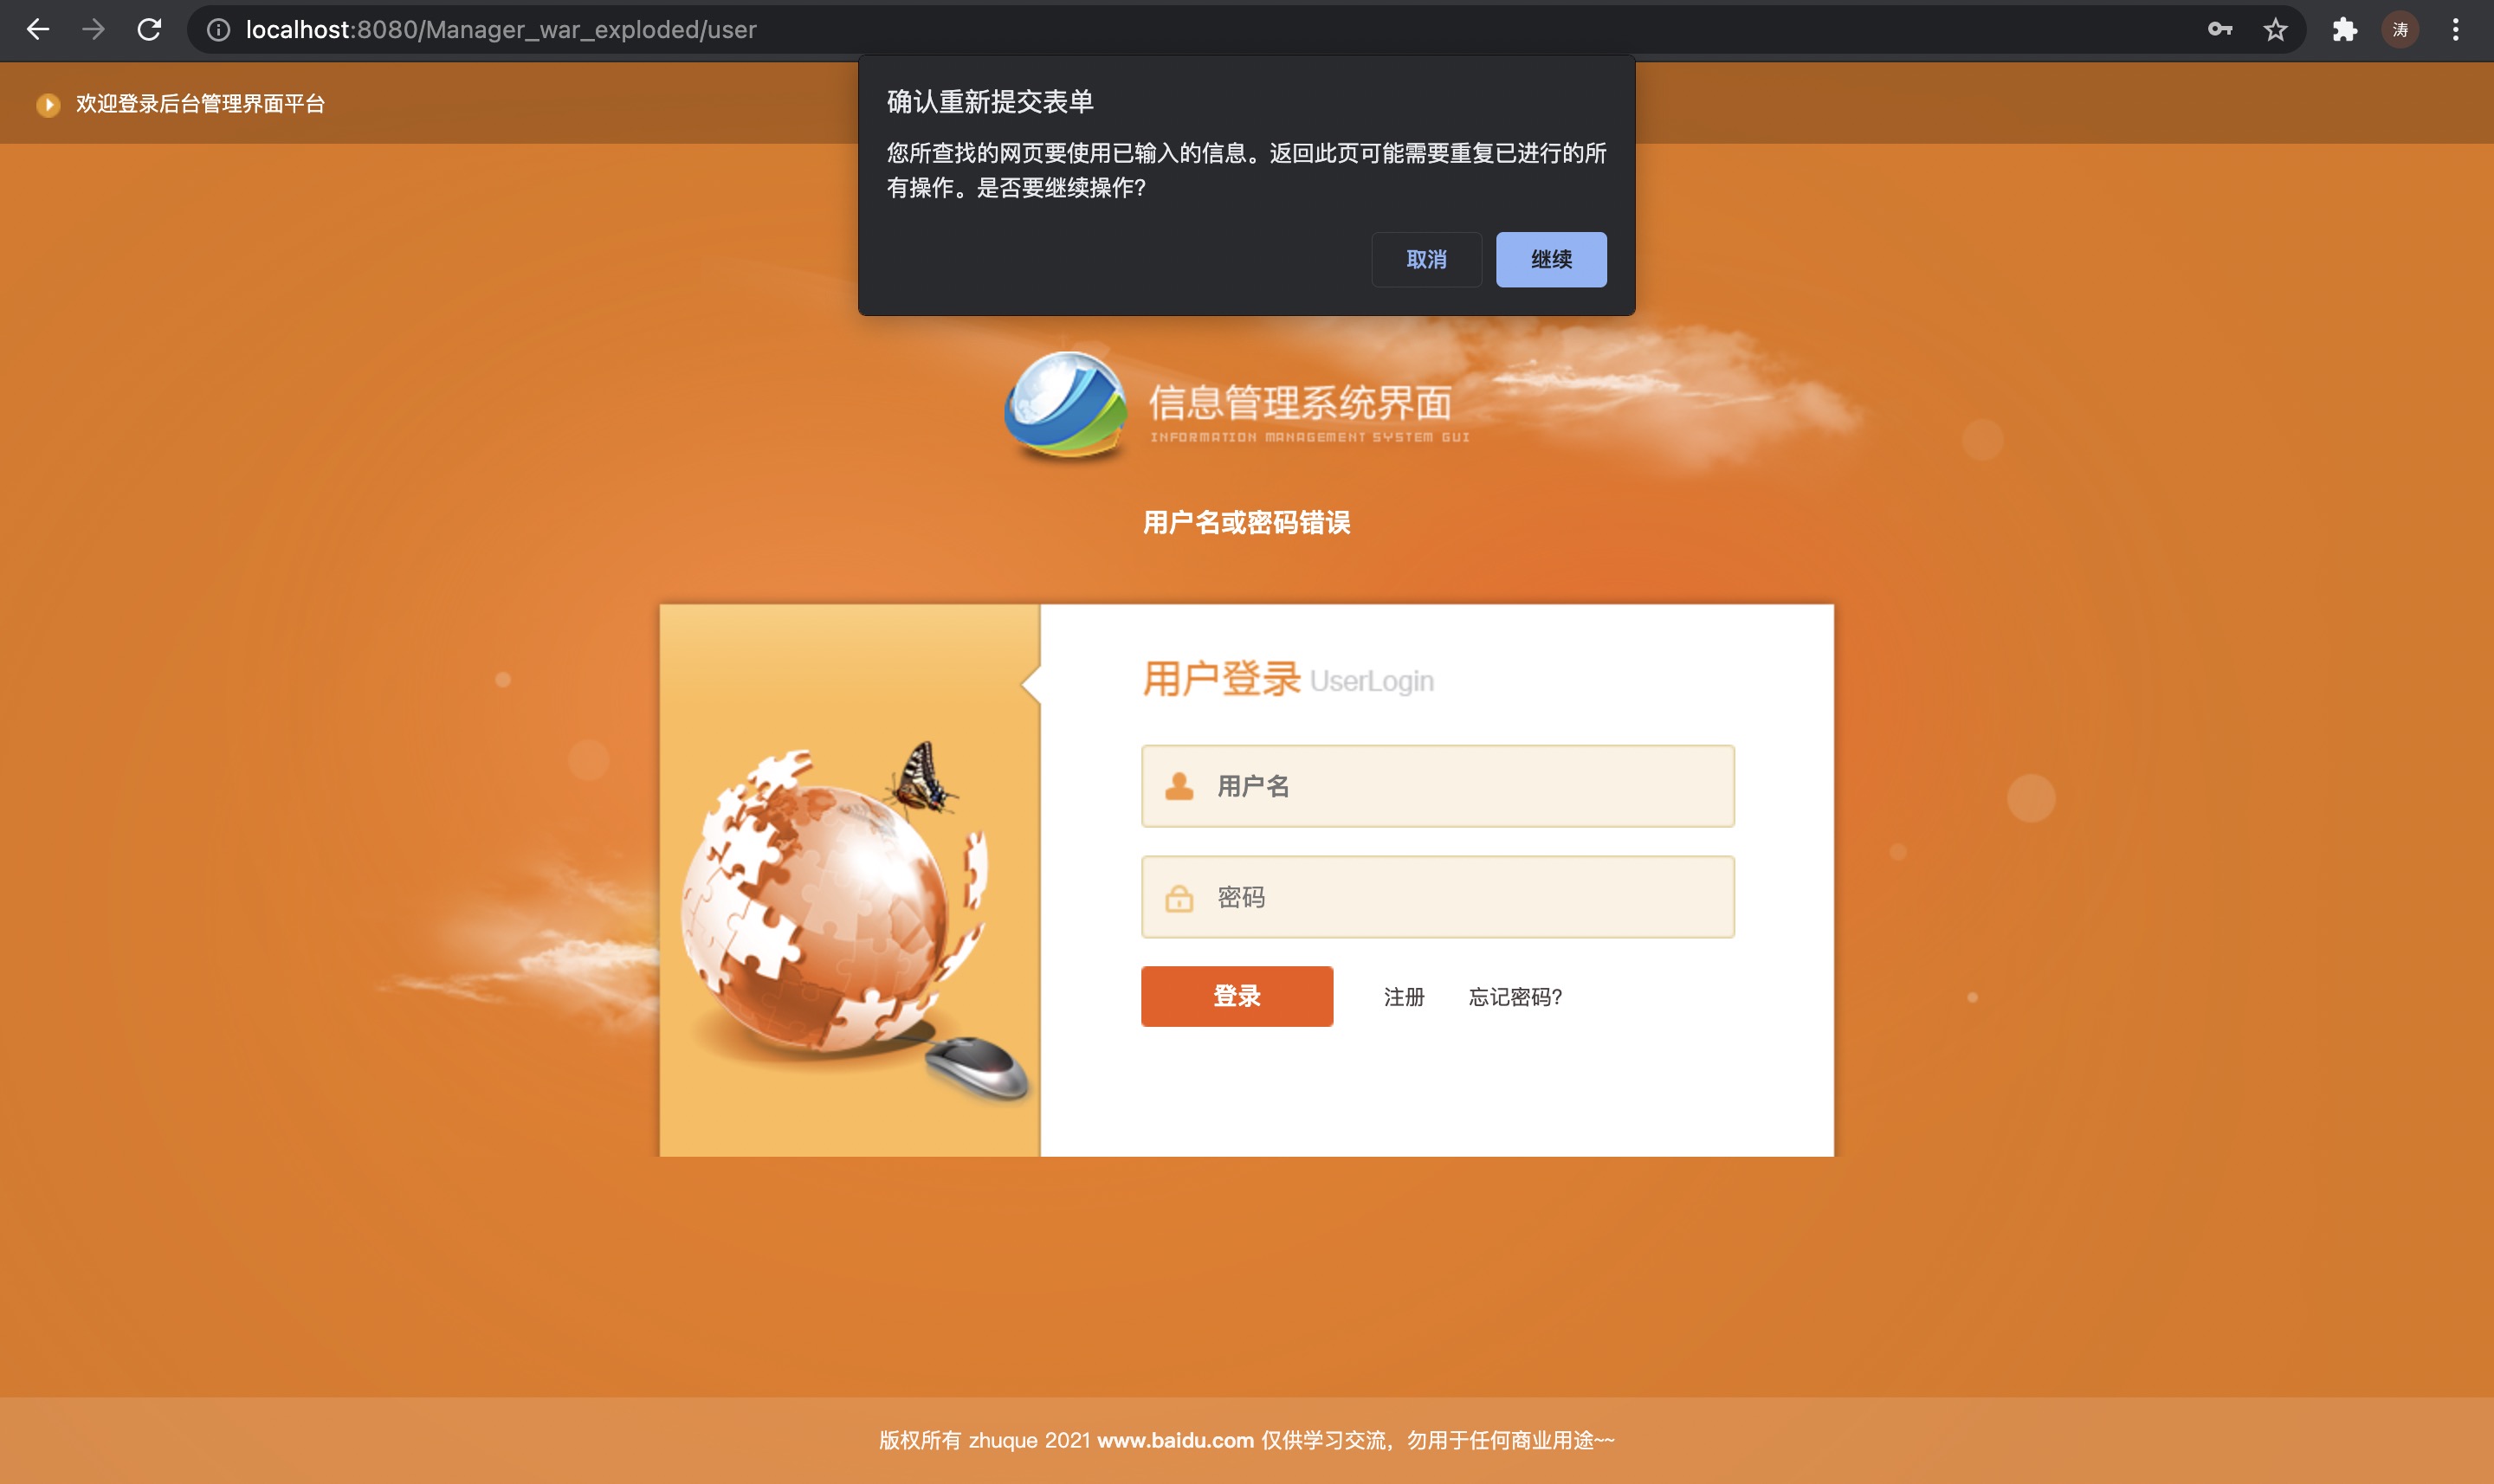 localhost:8080/Manager_war_exploded/user
涛
欢迎登录后台管理界面平台
确认重新提交表单
您所查找的网页要使用已输入的信息。返回此页可能需要重复已进行的所
有操作。是否要继续操作?
取消 继续
信息管理系统界面
INFORMATION MANAGEMENT SYSTEM GUI
用户名或密码错误
用户登录 UserLogin
用户名
密码
登录 注册 忘记密码?
版权所有 zhuque 2021 www.baidu.com 仅供学习交流，勿用于任何商业用途~~